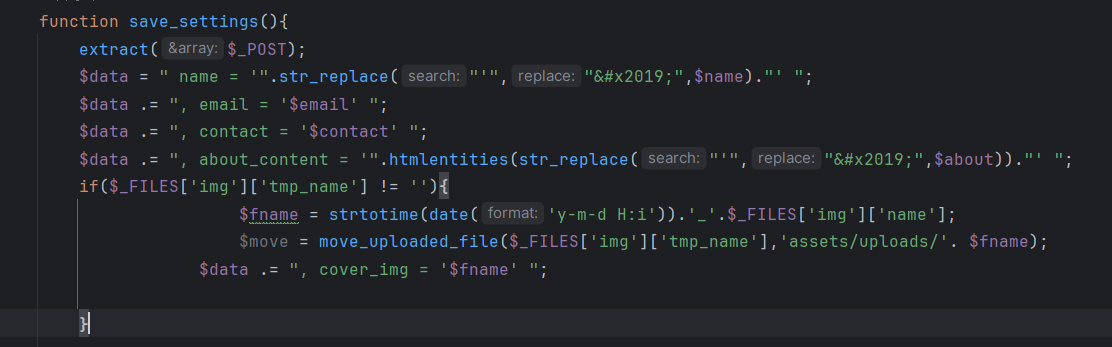 function save_settings(){
extract( &array: $_POST);
$data = " name = '".str_replace( search: "'", replace: "&#x2019;",$name)."' ";
$data .= ", email = '$email' ";
$data .= ", contact = '$contact' ";
$data .= ", about_content = '".htmlentities(str_replace( search: "'", replace: "&#x2019;",$about))."' ";
if($_FILES['img']['tmp_name'] != ''){
$fname = strtotime(date( format: 'y-m-d H:i')).'_'.$_FILES['img']['name'];
$move = move_uploaded_file($_FILES['img']['tmp_name'],'assets/uploads/'. $fname);
$data .= ", cover_img = '$fname' ";
}